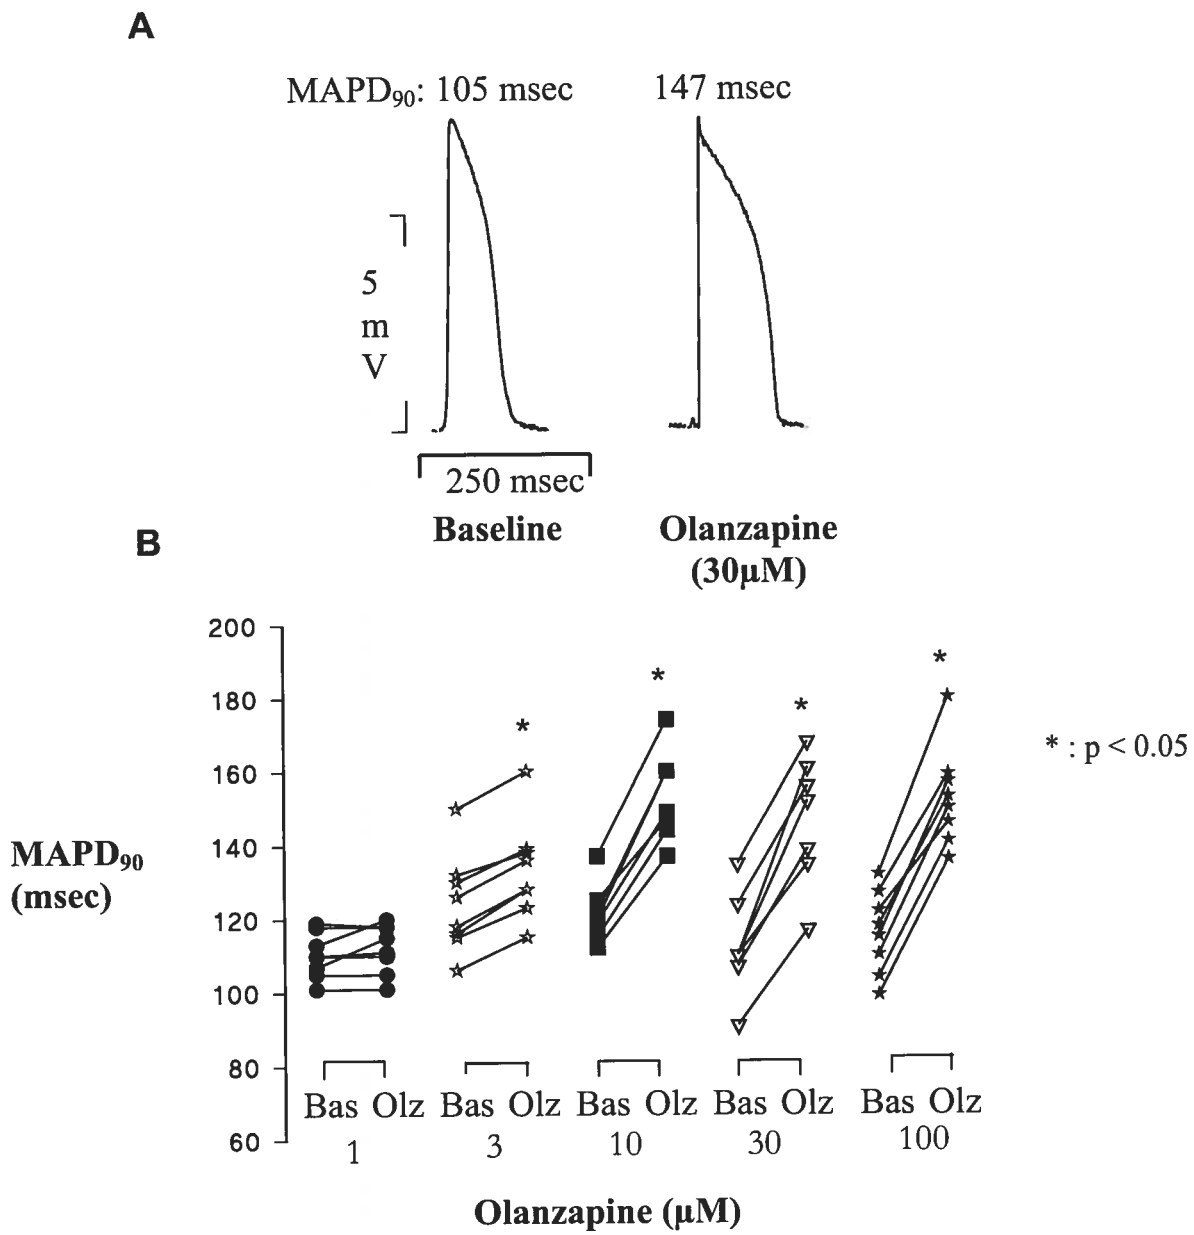 A
MAPD90: 105 msec
147 msec
5
m
V
250 msec
Baseline
Olanzapine
(30µM)
B
200
180
160
140
120
100
80
60
MAPD90
(msec)
*
*
*
*
* : p < 0.05
Bas Olz Bas Olz Bas Olz Bas Olz Bas Olz
1 3 10 30 100
Olanzapine (µM)